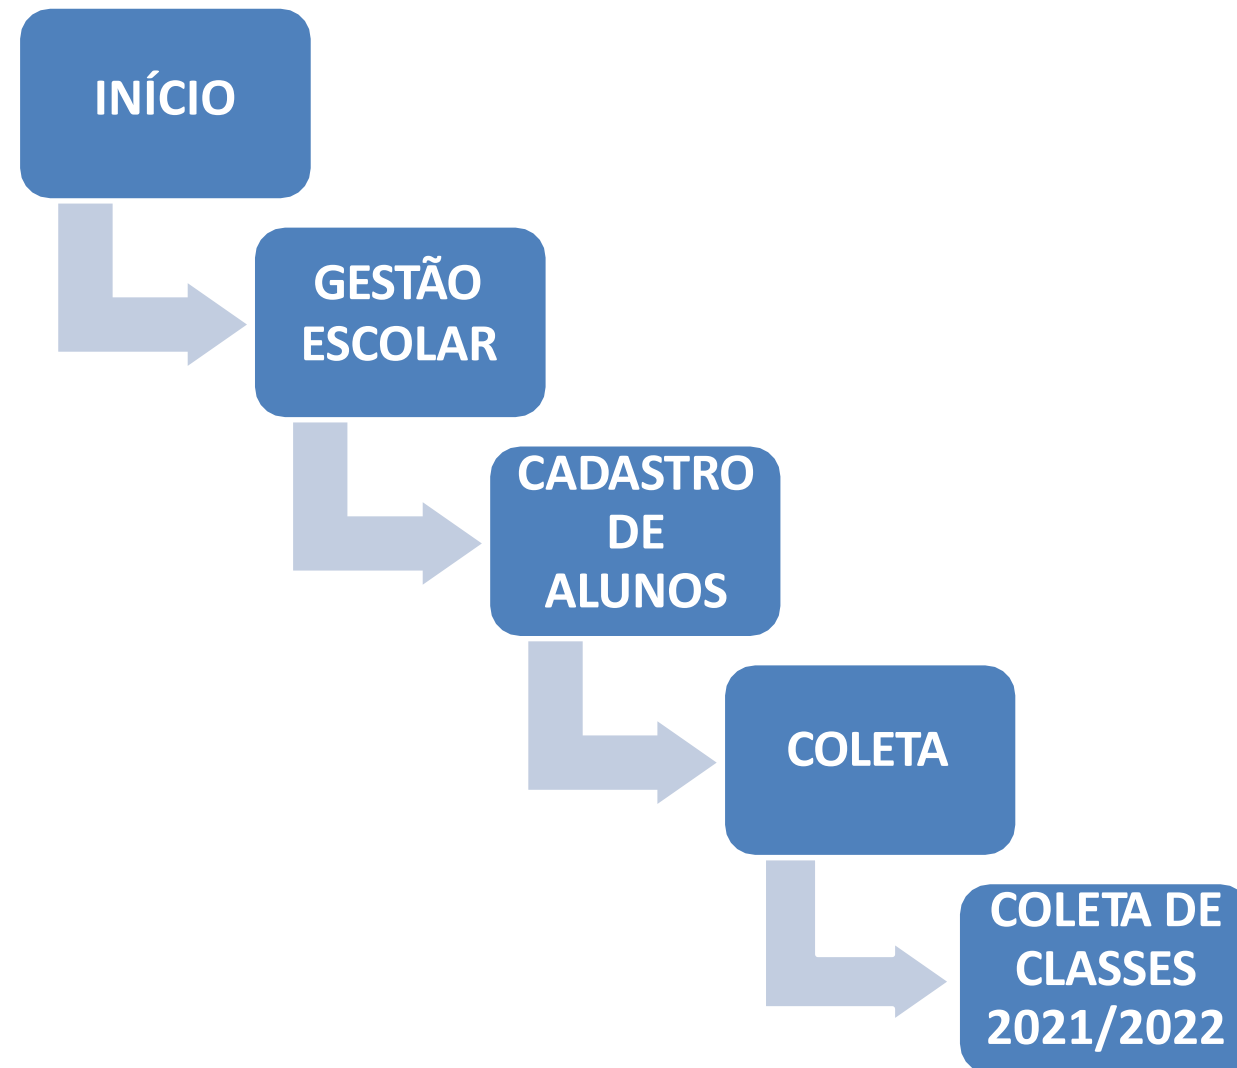 INÍCIO
GESTÃO
ESCOLAR
CADASTRO
DE
ALUNOS
COLETA
COLETA DE
CLASSES
2021/2022